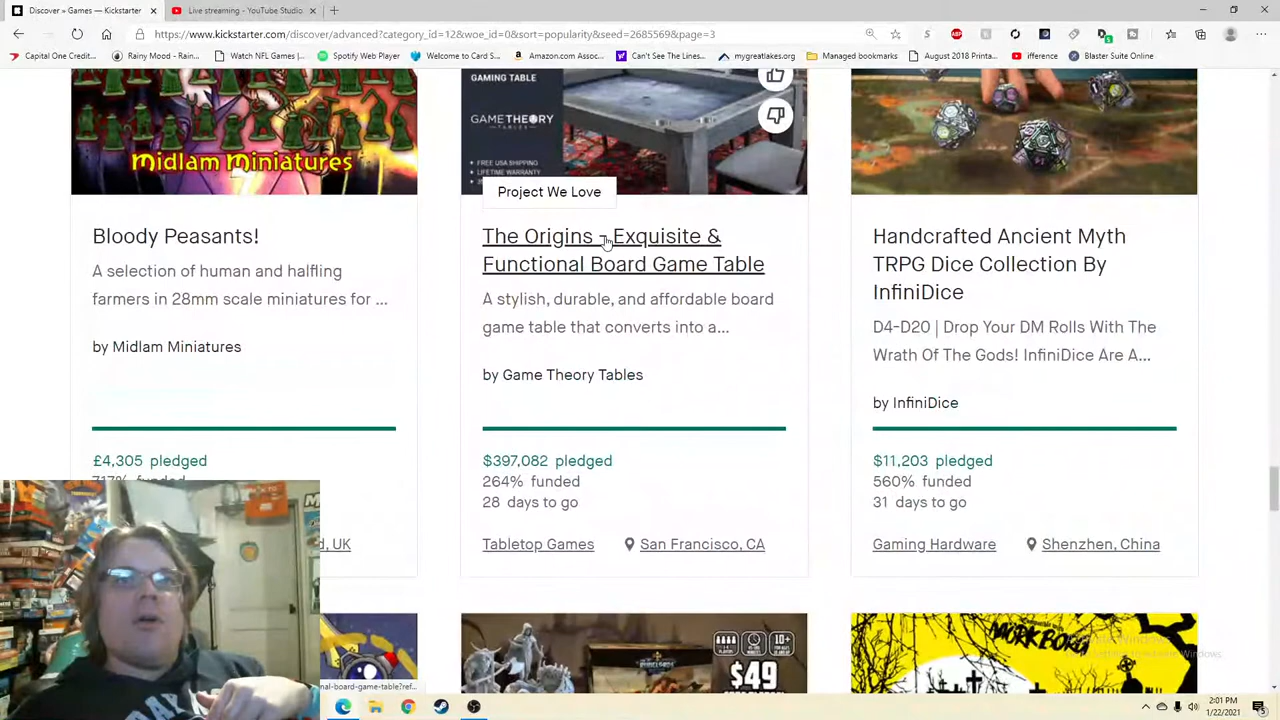 Discover » Games — Kickstarter
Live streaming - YouTube Studio
https://www.kickstarter.com/discover/advanced?category_id=12&woe_id=0&sort=popularity&seed=2685569&page=3
Capital One Credit...
Rainy Mood - Rain...
Watch NFL Games |...
Spotify Web Player
Welcome to Card S...
Amazon.com Assoc...
Can't See The Lines...
mygreatlakes.org
Managed bookmarks
August 2018 Printa...
ifference
Blaster Suite Online
MiDLAM MiNiATURES
GAMING TABLE
GAMETHEORY
TABLES
FREE USA SHIPPING
LIFETIME WARRANTY
Project We Love
Bloody Peasants!
A selection of human and halfling
farmers in 28mm scale miniatures for ...
by Midlam Miniatures
£4,305 pledged
717% funded
, UK
The Origins - Exquisite &
Functional Board Game Table
A stylish, durable, and affordable board
game table that converts into a...
by Game Theory Tables
$397,082 pledged
264% funded
28 days to go
Tabletop Games
San Francisco, CA
Handcrafted Ancient Myth
TRPG Dice Collection By
InfiniDice
D4-D20 | Drop Your DM Rolls With The
Wrath Of The Gods! InfiniDice Are A...
by InfiniDice
$11,203 pledged
560% funded
31 days to go
Gaming Hardware
Shenzhen, China
$49
10+
MÖRK BORG
nal-board-game-table?ref...
2:01 PM
1/22/2021